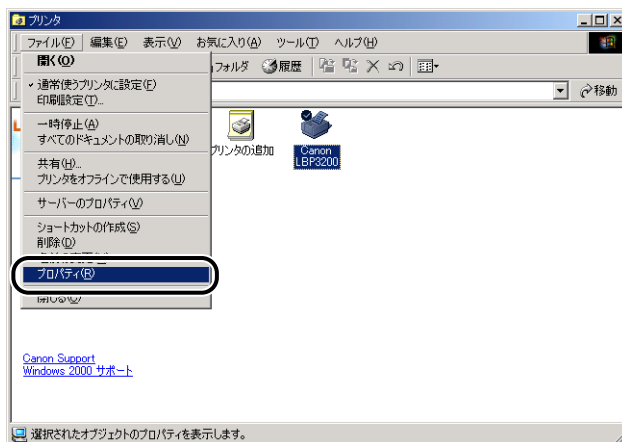 プリンタ
ファイル(F) 編集(E) 表示(V) お気に入り(A) ツール(T) ヘルプ(H)
開く(O)
フォルダ 履歴
通常使うプリンタに設定(F)
印刷設定(T)...
移動
一時停止(A)
すべてのドキュメントの取り消し(N)
プリンタの追加
Canon
LBP3200
共有(H)...
プリンタをオフラインで使用する(U)
サーバーのプロパティ(V)
ショートカットの作成(S)
削除(D)
プロパティ(R)
閉じる(C)
Canon Support
Windows 2000 サポート
選択されたオブジェクトのプロパティを表示します。